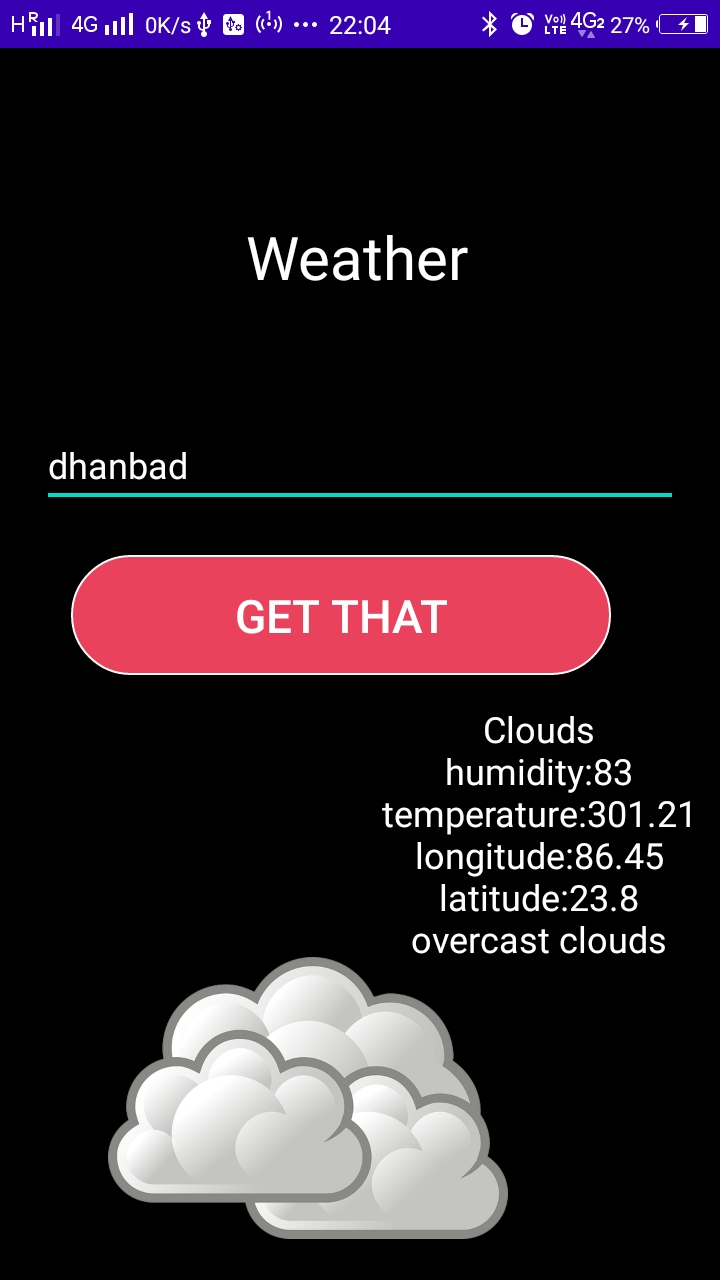 HR 4G 0K/s 22:04 Vo)) LTE 4G2 27%
Weather
dhanbad
GET THAT
Clouds
humidity:83
temperature:301.21
longitude:86.45
latitude:23.8
overcast clouds